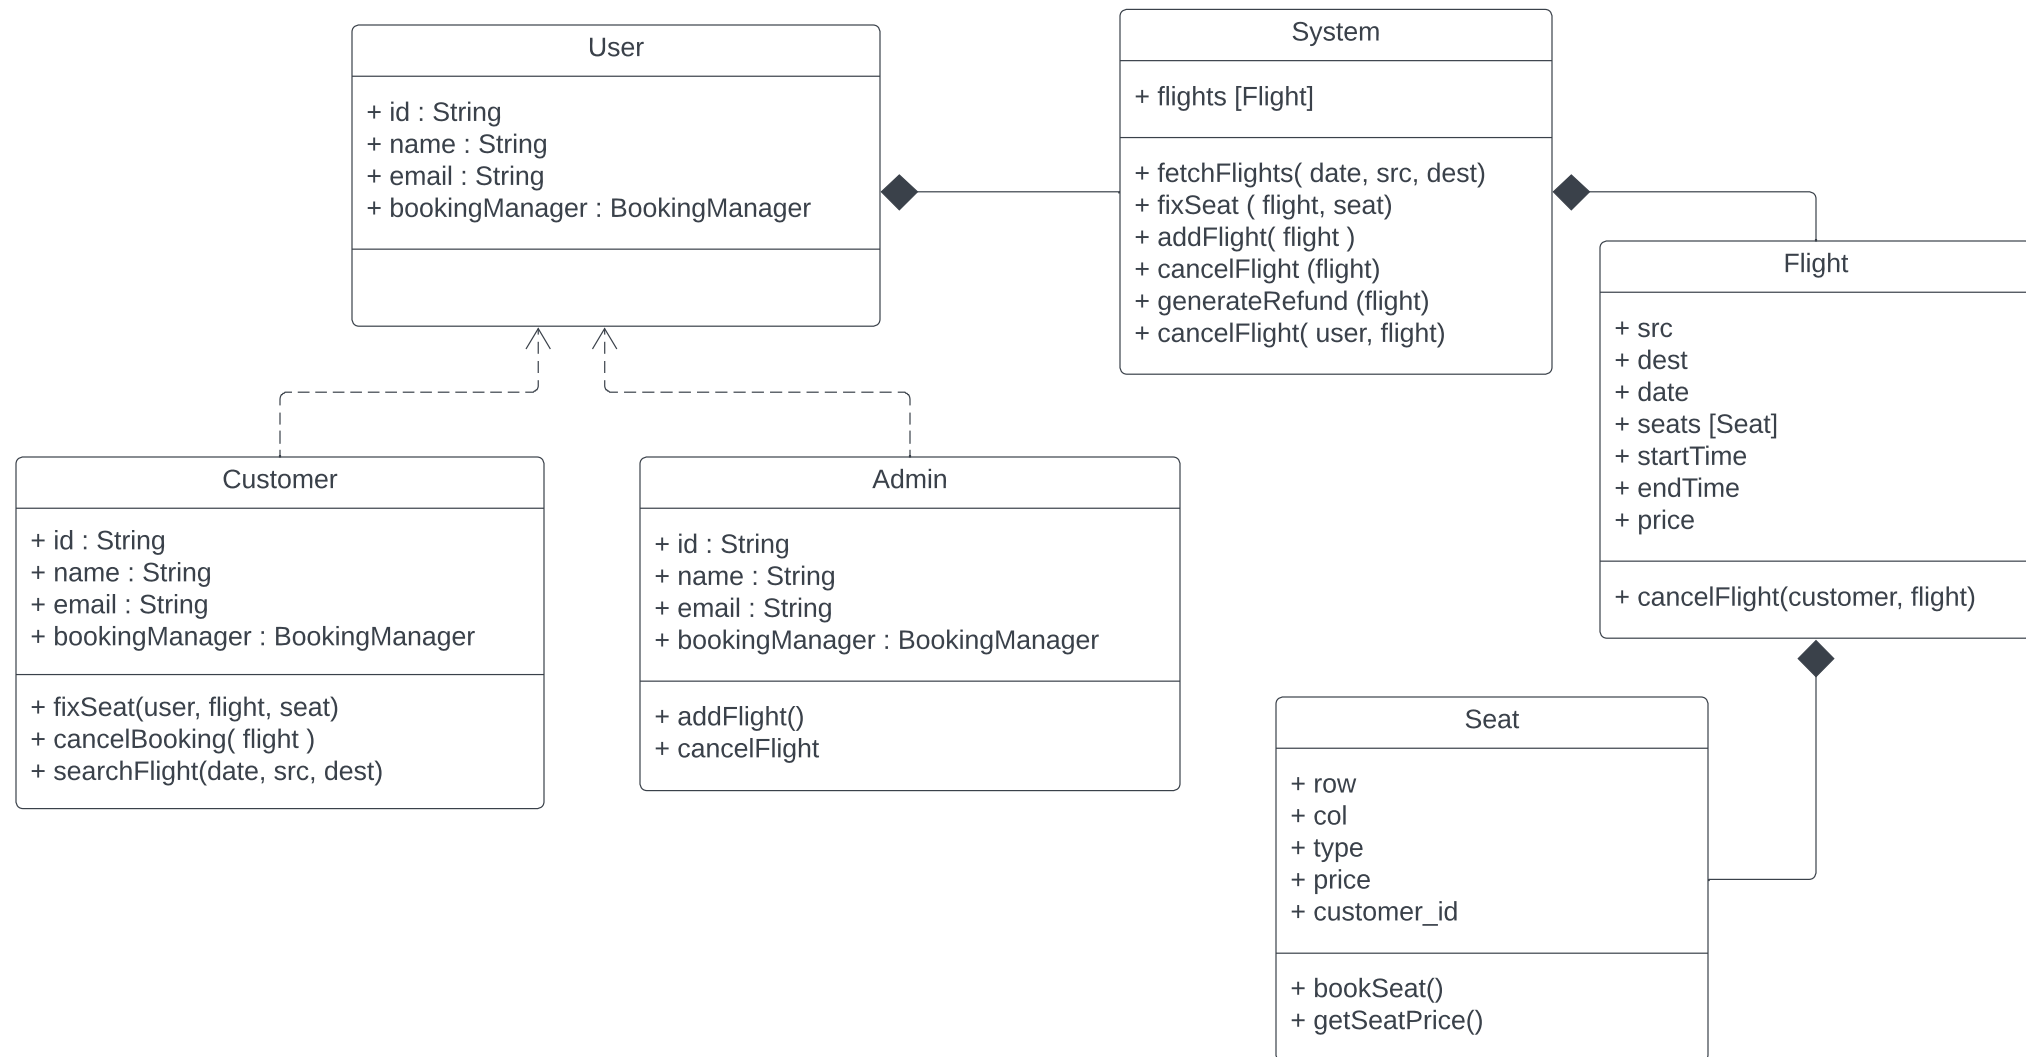 User
+ id : String
+ name : String
+ email : String
+ bookingManager : BookingManager
System
+ flights [Flight]
+ fetchFlights( date, src, dest)
+ fixSeat ( flight, seat)
+ addFlight( flight )
+ cancelFlight (flight)
+ generateRefund (flight)
+ cancelFlight( user, flight)
Flight
+ src
+ dest
+ date
+ seats [Seat]
+ startTime
+ endTime
+ price
+ cancelFlight(customer, flight)
Customer
+ id : String
+ name : String
+ email : String
+ bookingManager : BookingManager
+ fixSeat(user, flight, seat)
+ cancelBooking( flight )
+ searchFlight(date, src, dest)
Admin
+ id : String
+ name : String
+ email : String
+ bookingManager : BookingManager
+ addFlight()
+ cancelFlight
Seat
+ row
+ col
+ type
+ price
+ customer_id
+ bookSeat()
+ getSeatPrice()